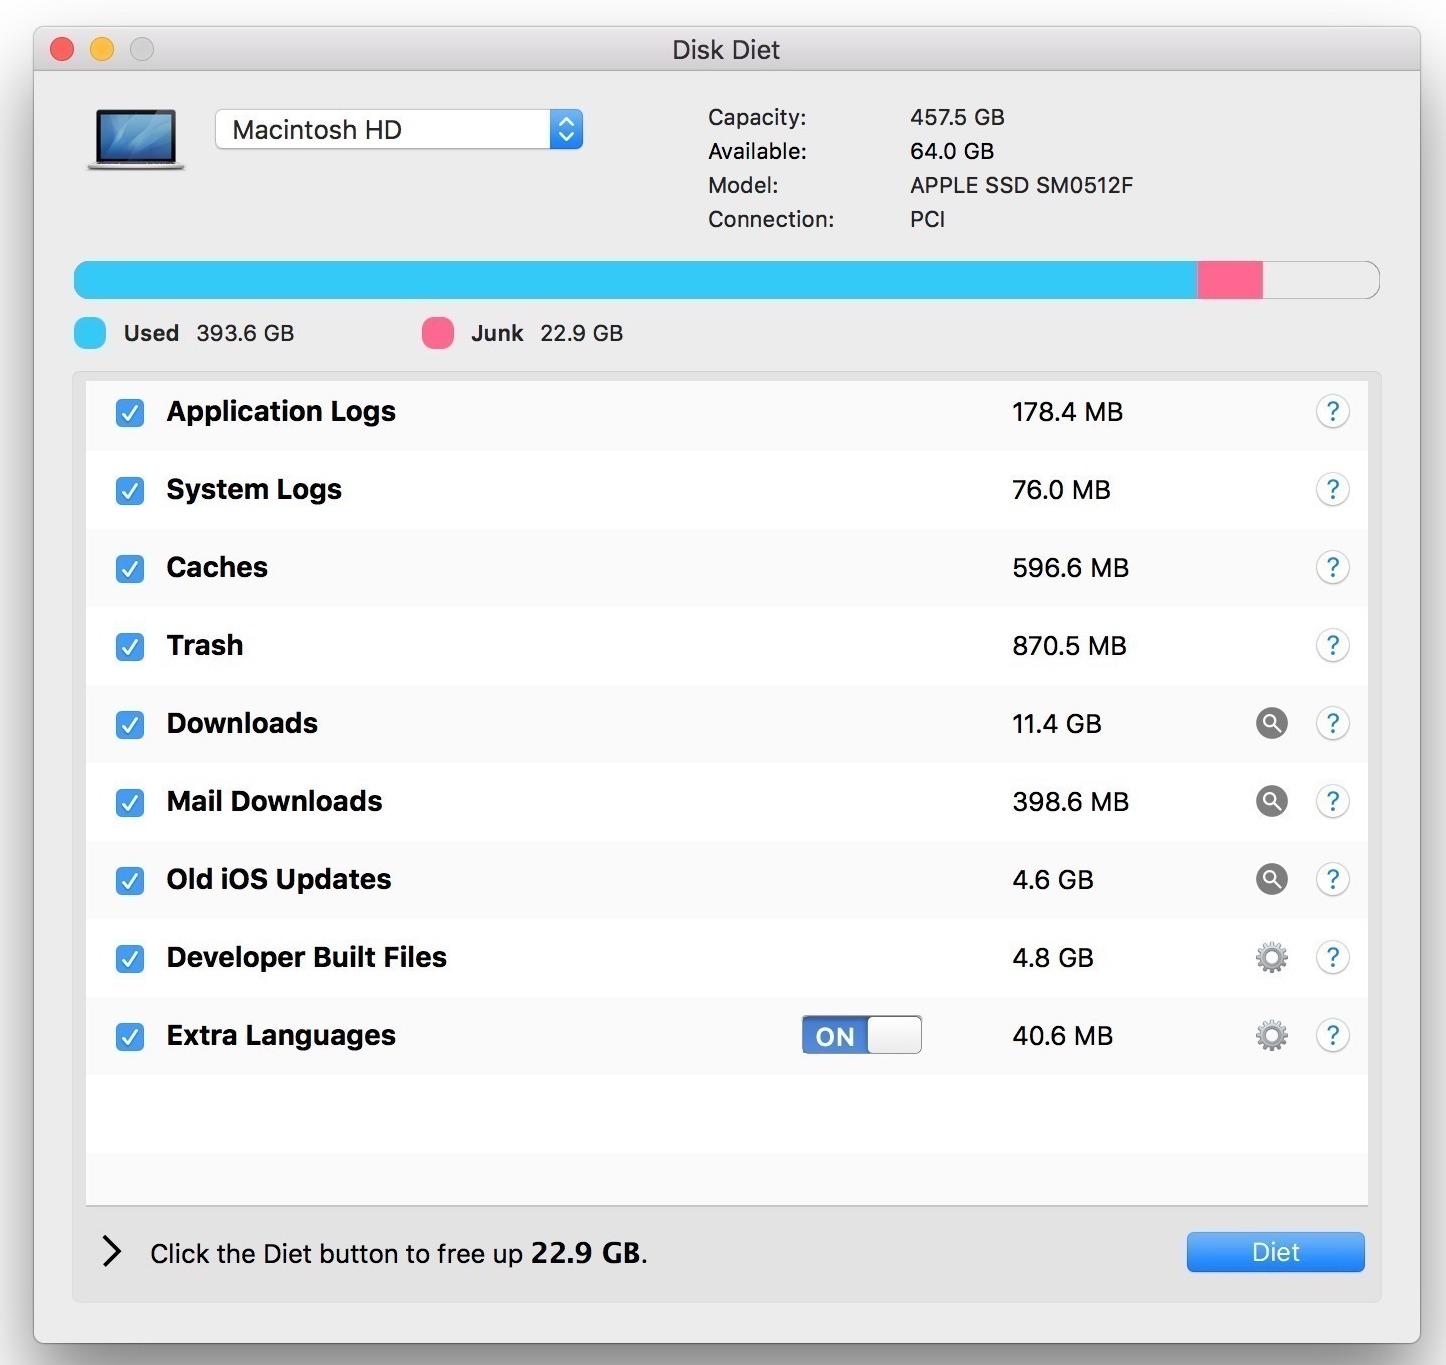 Disk Diet
Macintosh HD
Capacity: 457.5 GB
Available: 64.0 GB
Model: APPLE SSD SM0512F
Connection: PCI
Used 393.6 GB Junk 22.9 GB
Application Logs 178.4 MB ?
System Logs 76.0 MB ?
Caches 596.6 MB ?
Trash 870.5 MB ?
Downloads 11.4 GB ?
Mail Downloads 398.6 MB ?
Old iOS Updates 4.6 GB ?
Developer Built Files 4.8 GB ?
Extra Languages ON 40.6 MB ?
Click the Diet button to free up 22.9 GB. Diet